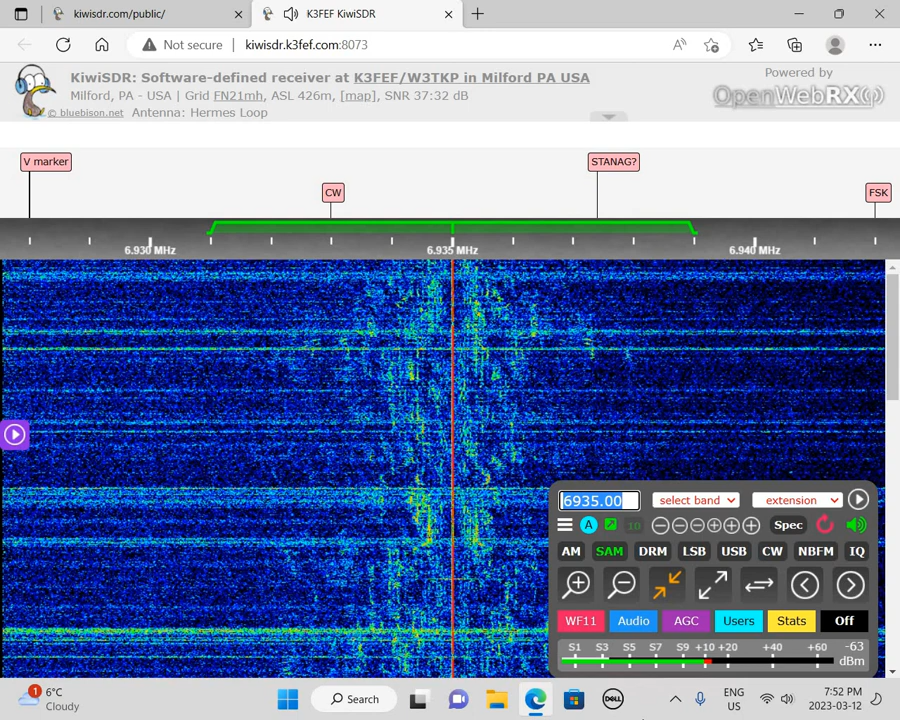 kiwisdr.com/public/
K3FEF KiwiSDR
Not secure
kiwisdr.k3fef.com:8073
KiwiSDR: Software-defined receiver at K3FEF/W3TKP in Milford PA USA
Milford, PA - USA | Grid FN21mh, ASL 426m, [map], SNR 37:32 dB
© bluebison.net
Antenna: Hermes Loop
Powered by
OpenWebRX
V marker
STANAG?
CW
FSK
6.930 MHz
6.935 MHz
6.940 MHz
6935.00
select band
extension
A
10
Spec
AM
SAM
DRM
LSB
USB
CW
NBFM
IQ
WF11
Audio
AGC
Users
Stats
Off
S1 S3 S5 S7 S9 +10 +20 +40 +60
-63
dBm
1
6°C
Cloudy
Search
DELL
ENG
US
7:52 PM
2023-03-12